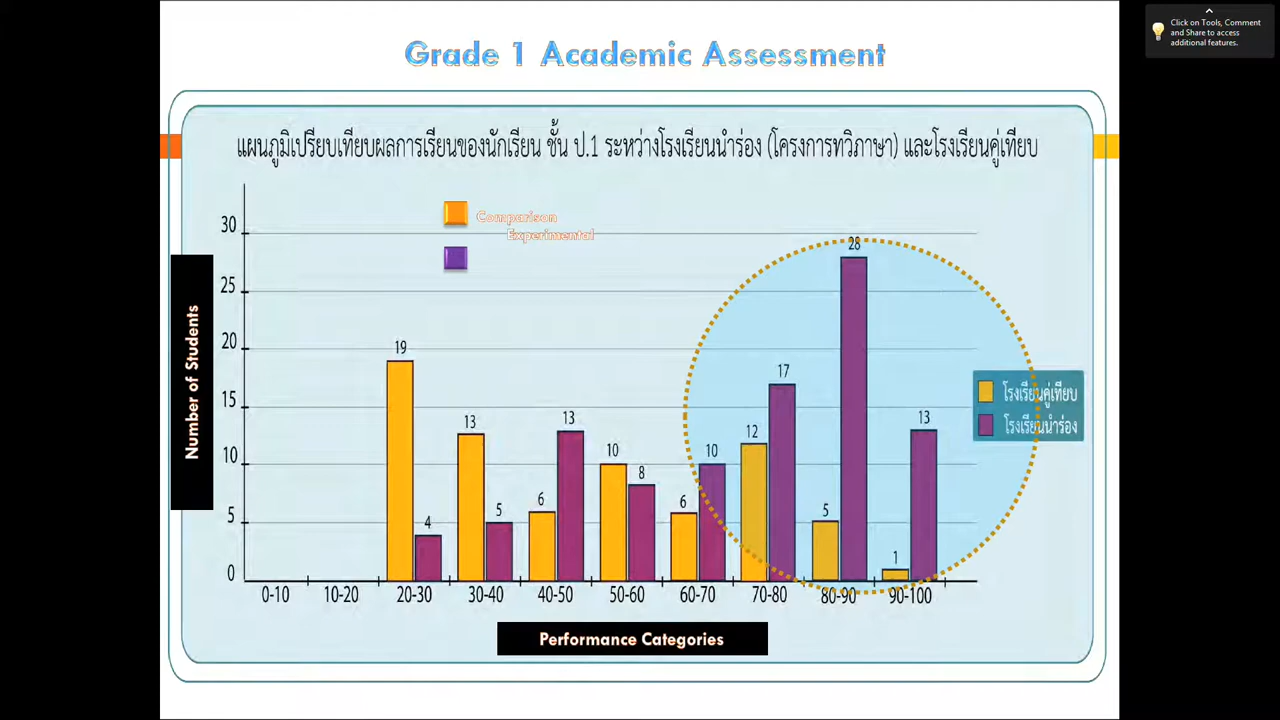 Click on Tools, Comment
and Share to access
additional features.
Grade 1 Academic Assessment
แผนภูมิเปรียบเทียบผลการเรียนของนักเรียน ชั้น ป.1 ระหว่างโรงเรียนนำร่อง (โครงการทวิภาษา) และโรงเรียนคู่เทียบ
Comparison
Experimental
Number of Students
30
25
20
15
10
5
0
19 4 13 5 6 13 10 8 6 10 12 17 5 28 1 13
โรงเรียนคู่เทียบ
โรงเรียนนำร่อง
0-10 10-20 20-30 30-40 40-50 50-60 60-70 70-80 80-90 90-100
Performance Categories